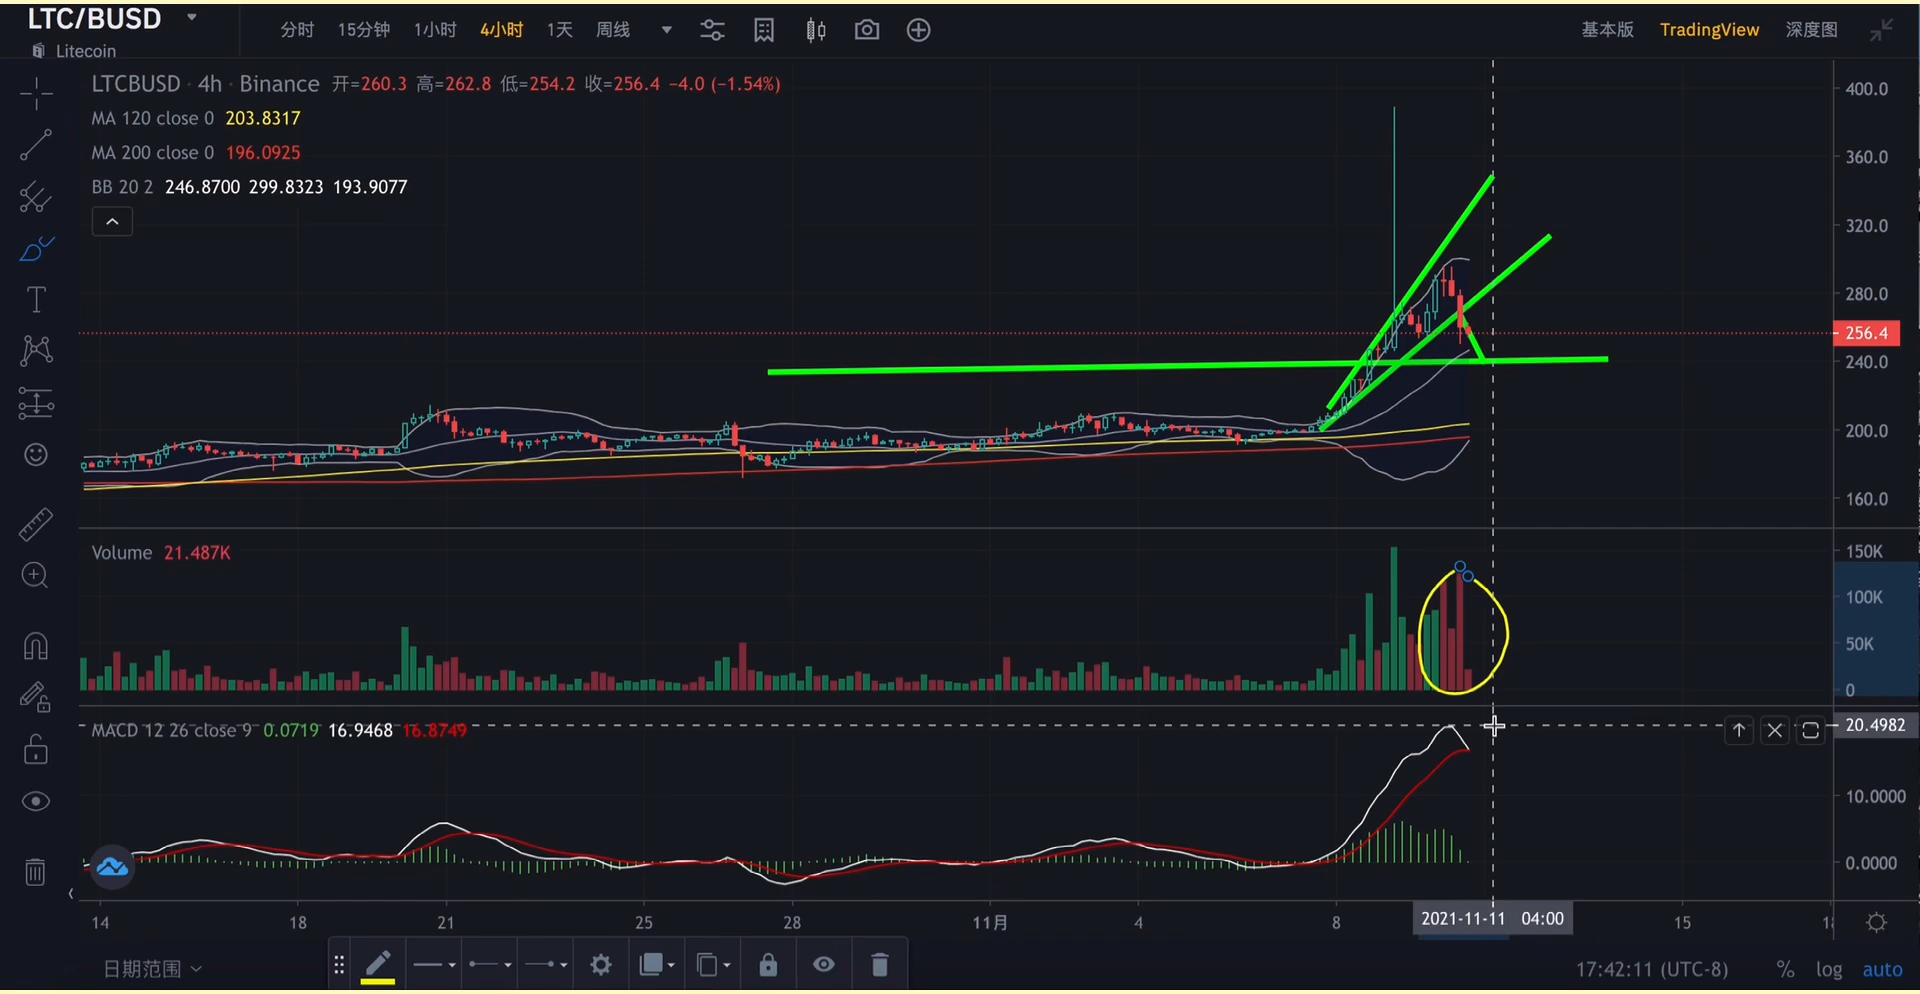 LTC/BUSD
Litecoin
分时 15分钟 1小时 4小时 1天 周线
基本版 TradingView 深度图
LTCBUSD · 4h · Binance 开=260.3 高=262.8 低=254.2 收=256.4 −4.0 (−1.54%)
MA 120 close 0 203.8317
MA 200 close 0 196.0925
BB 20 2 246.8700 299.8323 193.9077
400.0
360.0
320.0
280.0
256.4
240.0
200.0
160.0
Volume 21.487K
150K
100K
50K
0
MACD 12 26 close 9 0.0719 16.9468 16.8749
20.4982
10.0000
0.0000
14 18 21 25 28 11月 4 8 2021-11-11 04:00 15
日期范围
17:42:11 (UTC-8) % log auto